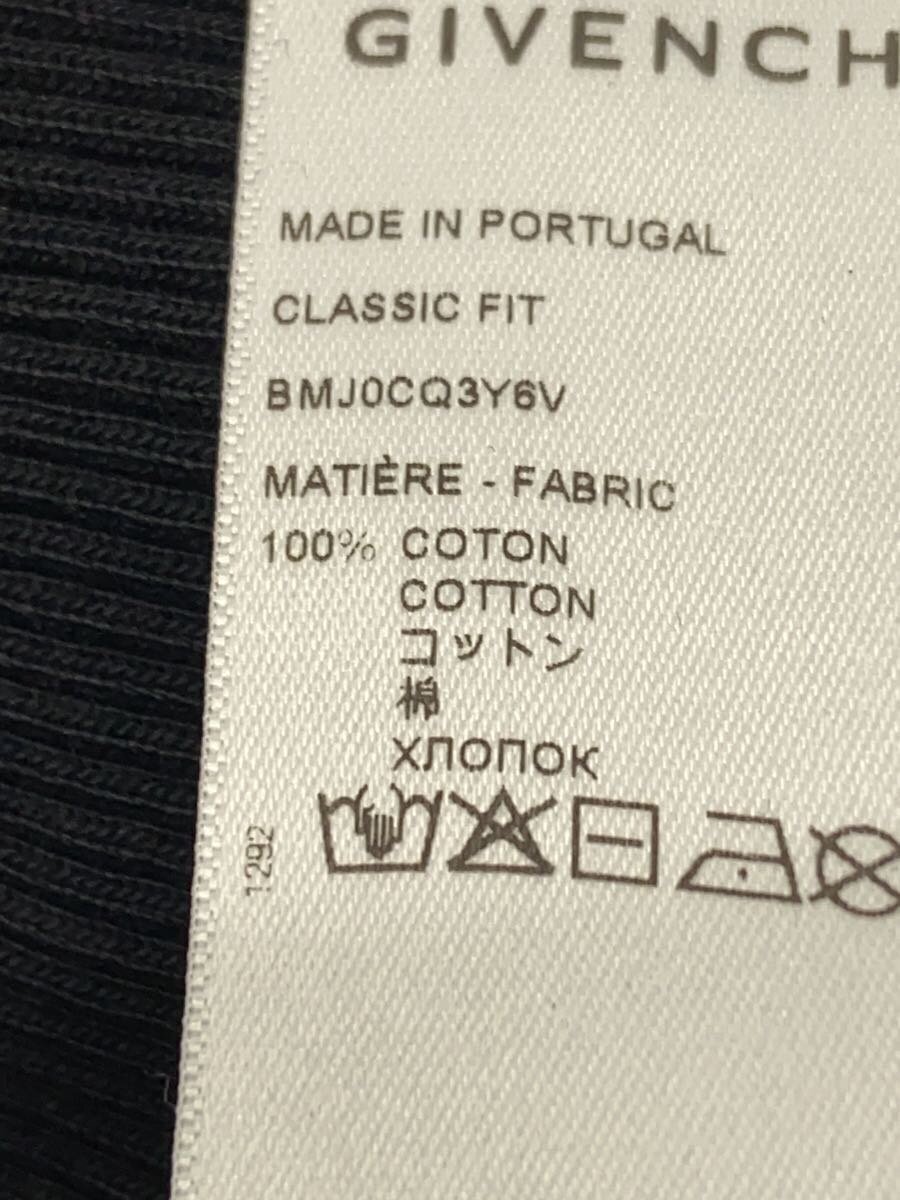 GIVENCH
MADE IN PORTUGAL
CLASSIC FIT
BMJ0CQ3Y6V
MATIÈRE - FABRIC
100% COTON
COTTON
コットン
棉
ХЛОПОК
1292